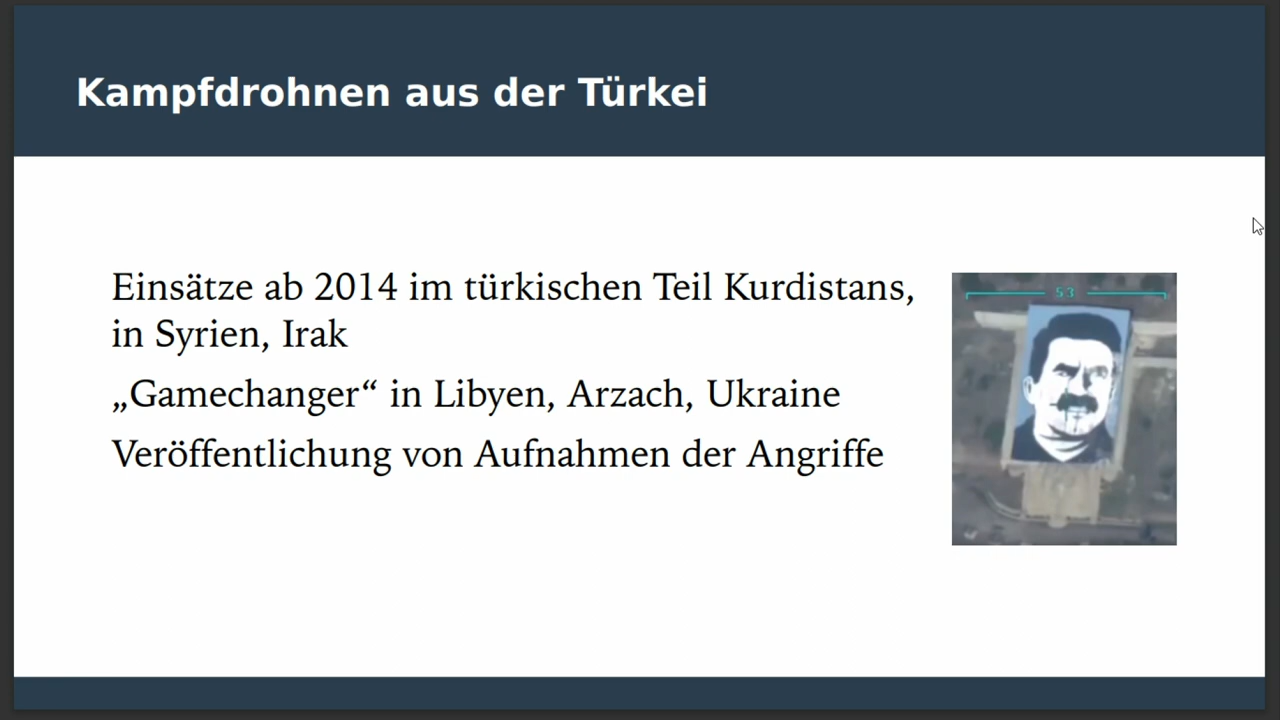 Kampfdrohnen aus der Türkei
Einsätze ab 2014 im türkischen Teil Kurdistans,
in Syrien, Irak
„Gamechanger“ in Libyen, Arzach, Ukraine
Veröffentlichung von Aufnahmen der Angriffe
53